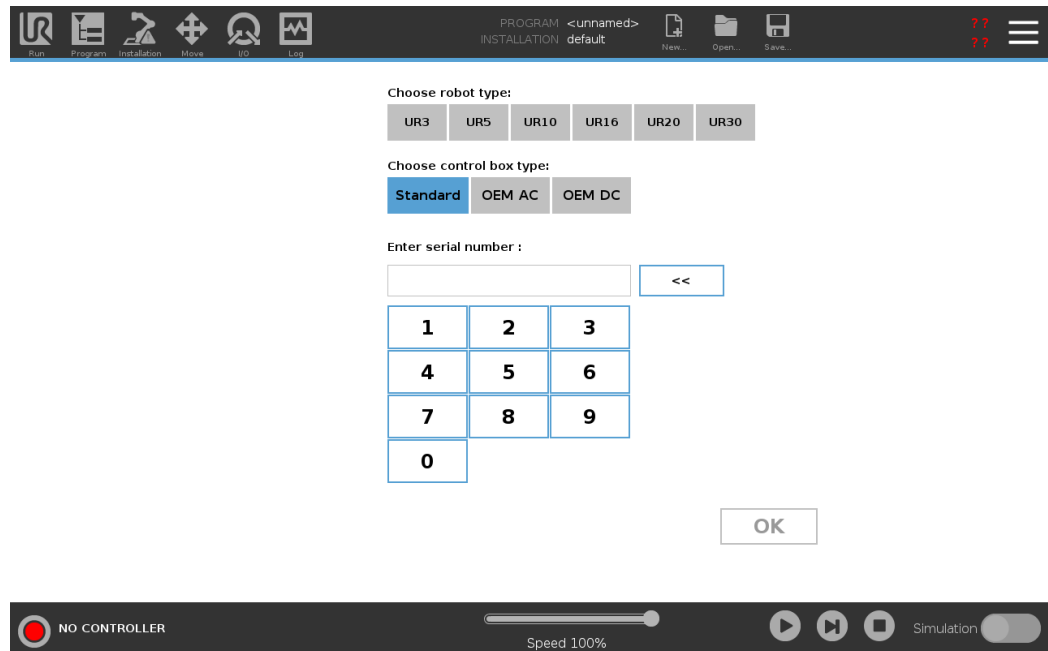 UR
Run
Program
Installation
Move
I/O
Log
PROGRAM <unnamed>
INSTALLATION default
New...
Open...
Save...
? ?
? ?
Choose robot type:
UR3 UR5 UR10 UR16 UR20 UR30
Choose control box type:
Standard OEM AC OEM DC
Enter serial number :
<<
1 2 3
4 5 6
7 8 9
0
OK
NO CONTROLLER
Speed 100%
Simulation